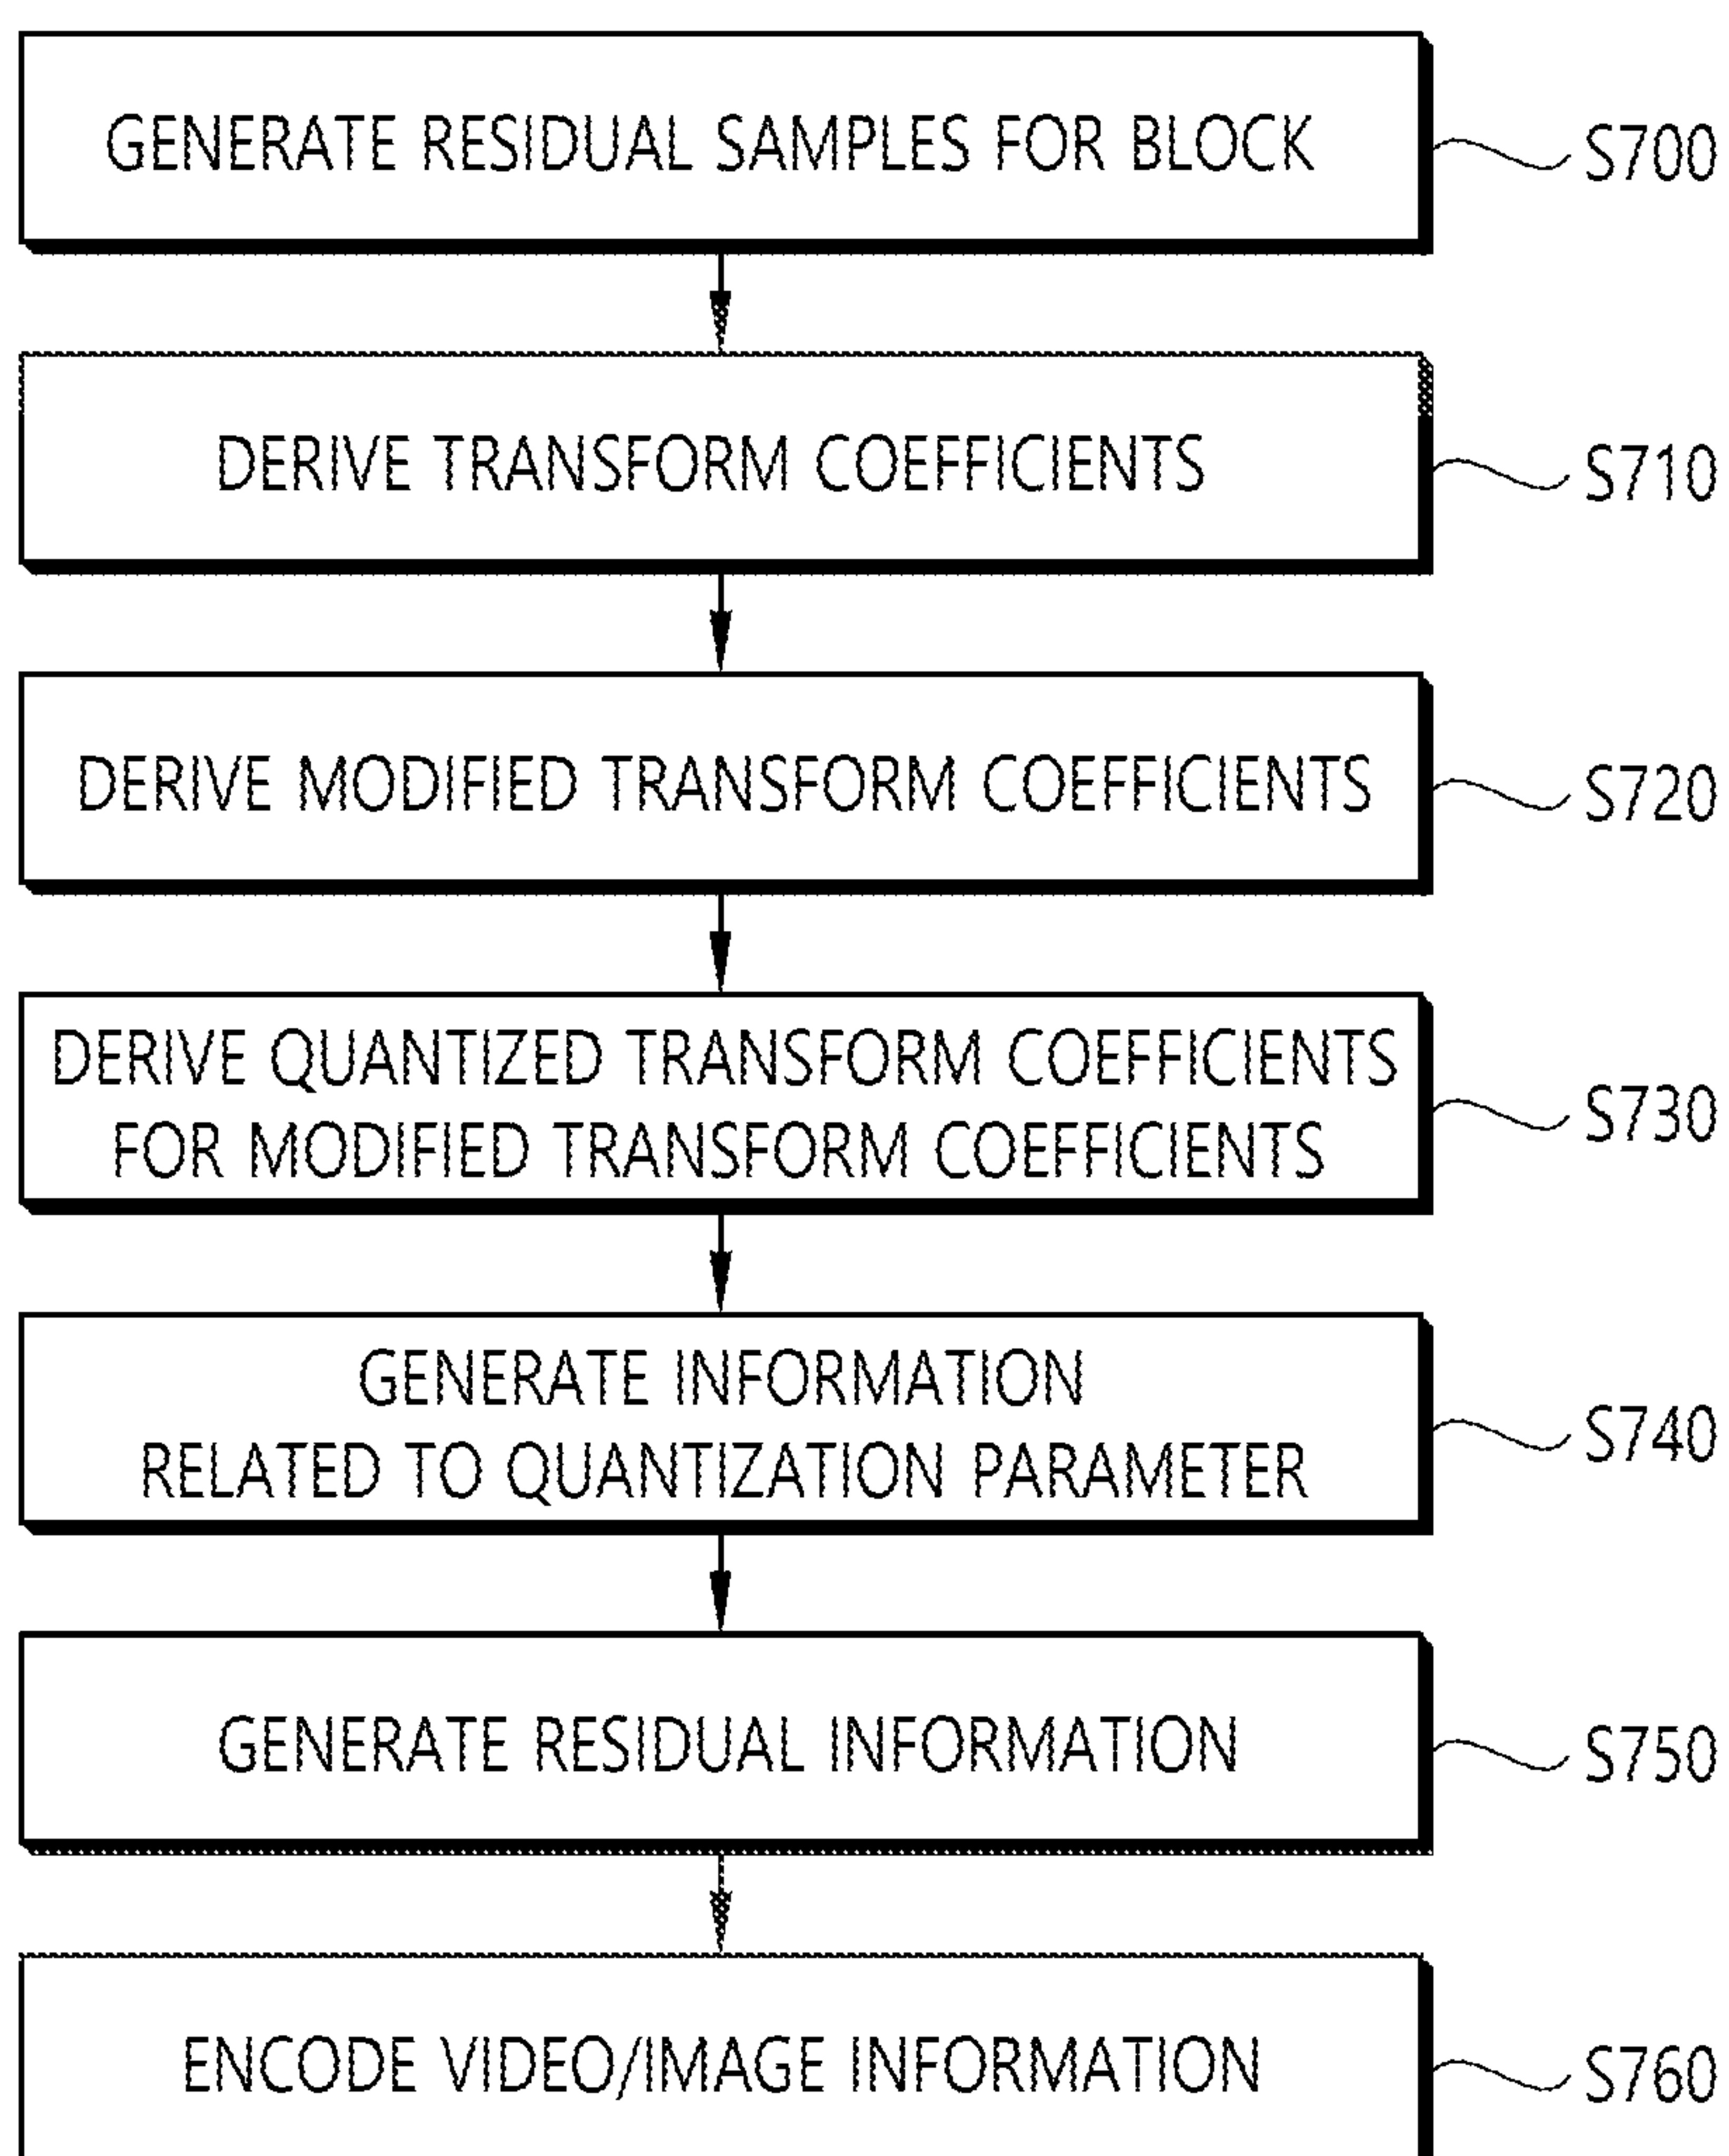 GENERATE RESIDUAL SAMPLES FOR BLOCK
S700
DERIVE TRANSFORM COEFFICIENTS
S710
DERIVE MODIFIED TRANSFORM COEFFICIENTS
S720
DERIVE QUANTIZED TRANSFORM COEFFICIENTS
FOR MODIFIED TRANSFORM COEFFICIENTS
S730
GENERATE INFORMATION
RELATED TO QUANTIZATION PARAMETER
S740
GENERATE RESIDUAL INFORMATION
S750
ENCODE VIDEO/IMAGE INFORMATION
S760